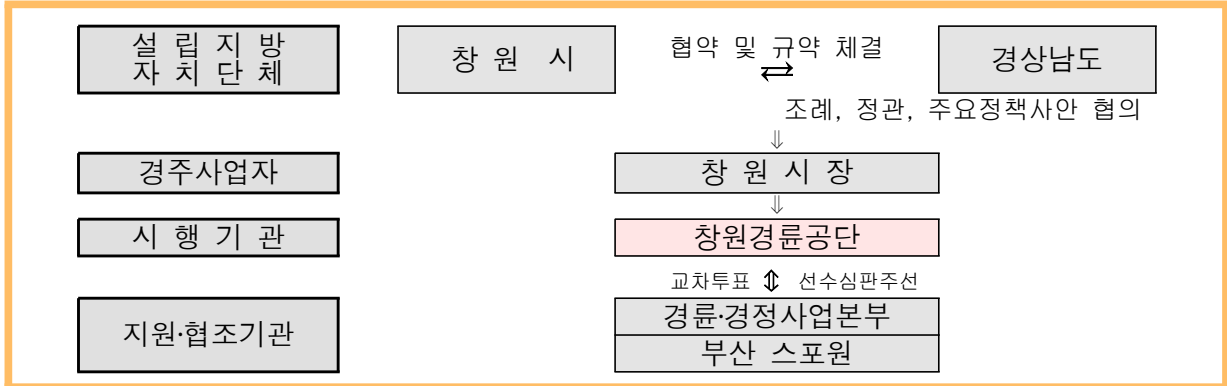 설 립 지 방
자 치 단 체
창 원 시
협약 및 규약 체결
⇄
경상남도
조례, 정관, 주요정책사안 협의
⇓
경주사업자
창 원 시 장
⇓
시 행 기 관
창원경륜공단
교차투표 ⇕ 선수심판주선
지원·협조기관
경륜·경정사업본부
부산 스포원